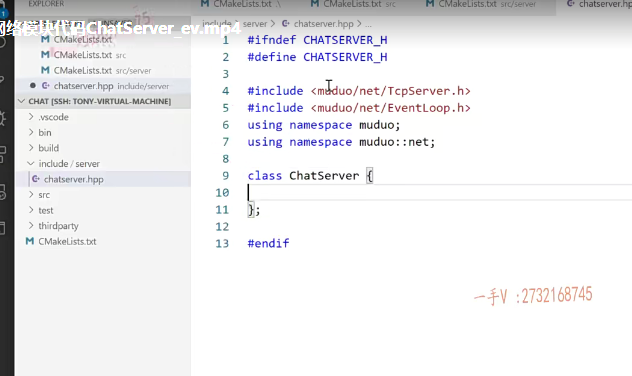 EXPLORER
网络模块代码ChatServer_ev.mp4
CMakeLists.txt
CMakeLists.txt src
CMakeLists.txt src/server
chatserver.hpp include/server
CHAT [SSH: TONY-VIRTUAL-MACHINE]
.vscode
bin
build
include / server
chatserver.hpp
src
test
thirdparty
CMakeLists.txt
CMakeLists.txt .\
CMakeLists.txt src
CMakeLists.txt src/server
chatserver.hpp
include > server > chatserver.hpp > ...
1 #ifndef CHATSERVER_H
2 #define CHATSERVER_H
3
4 #include <muduo/net/TcpServer.h>
5 #include <muduo/net/EventLoop.h>
6 using namespace muduo;
7 using namespace muduo::net;
8
9 class ChatServer {
10
11 };
12
13 #endif
一手V :2732168745